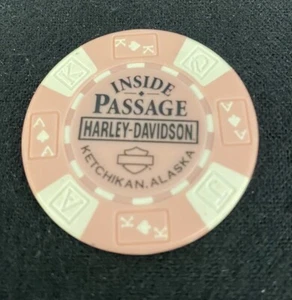 INSIDE
PASSAGE
HARLEY-DAVIDSON
KETCHIKAN, ALASKA
K
Q
A
A
A
J
K
K